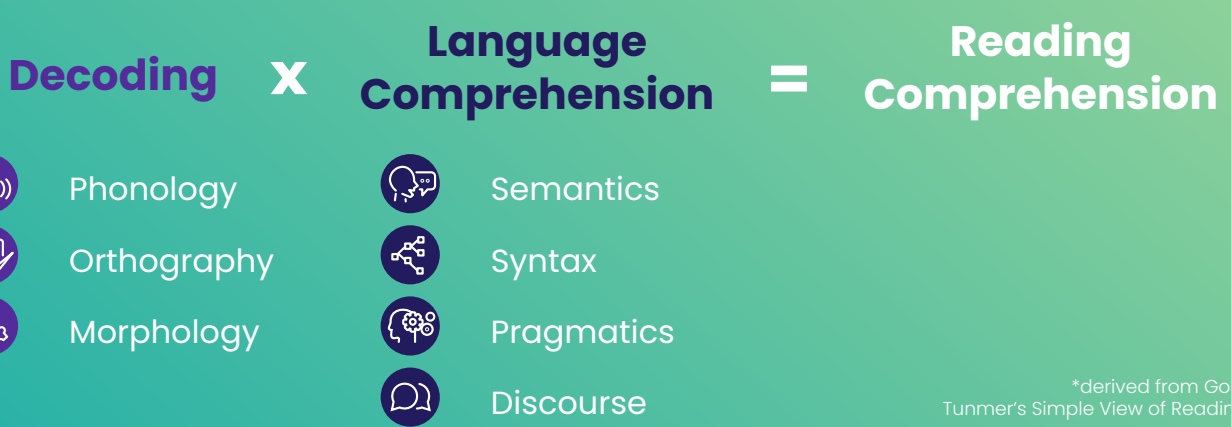 Decoding x Language
Comprehension = Reading
Comprehension
Phonology
Orthography
Morphology
Semantics
Syntax
Pragmatics
Discourse
*derived from
Tunmer's Simple View of